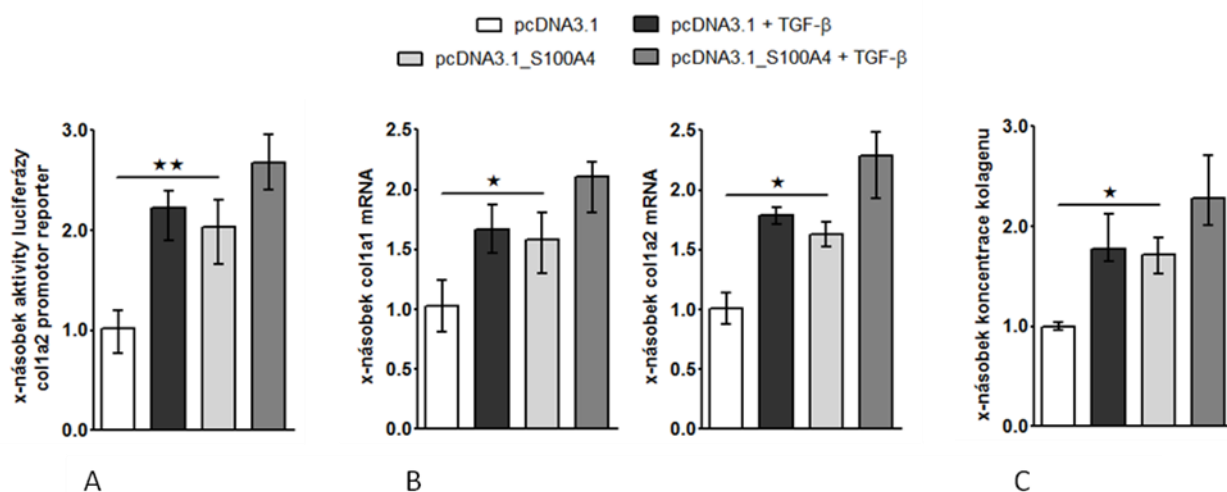 pcDNA3.1
pcDNA3.1 + TGF-β
pcDNA3.1_S100A4
pcDNA3.1_S100A4 + TGF-β
x-násobek aktivity luciferázy
col1a2 promotor reporter
3.0
2.0
1.0
0.0
★★
A
x-násobek col1a1 mRNA
2.5
2.0
1.5
1.0
0.5
0.0
★
B
x-násobek col1a2 mRNA
2.5
2.0
1.5
1.0
0.5
0.0
★
x-násobek koncentrace kolagenu
3.0
2.0
1.0
0.0
★
C